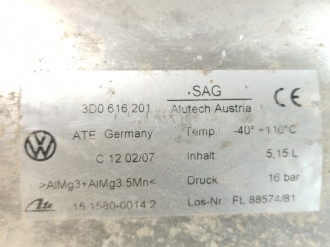 SAG
3D0 616 201 Alutech Austria CE
ATE Germany Temp. -40° +110°C
C 12 02/07 Inhalt 5,15 L
>AlMg3+AlMg3.5Mn< Druck 16 bar
15.1580-0014.2 Los-Nr FL 88574/81